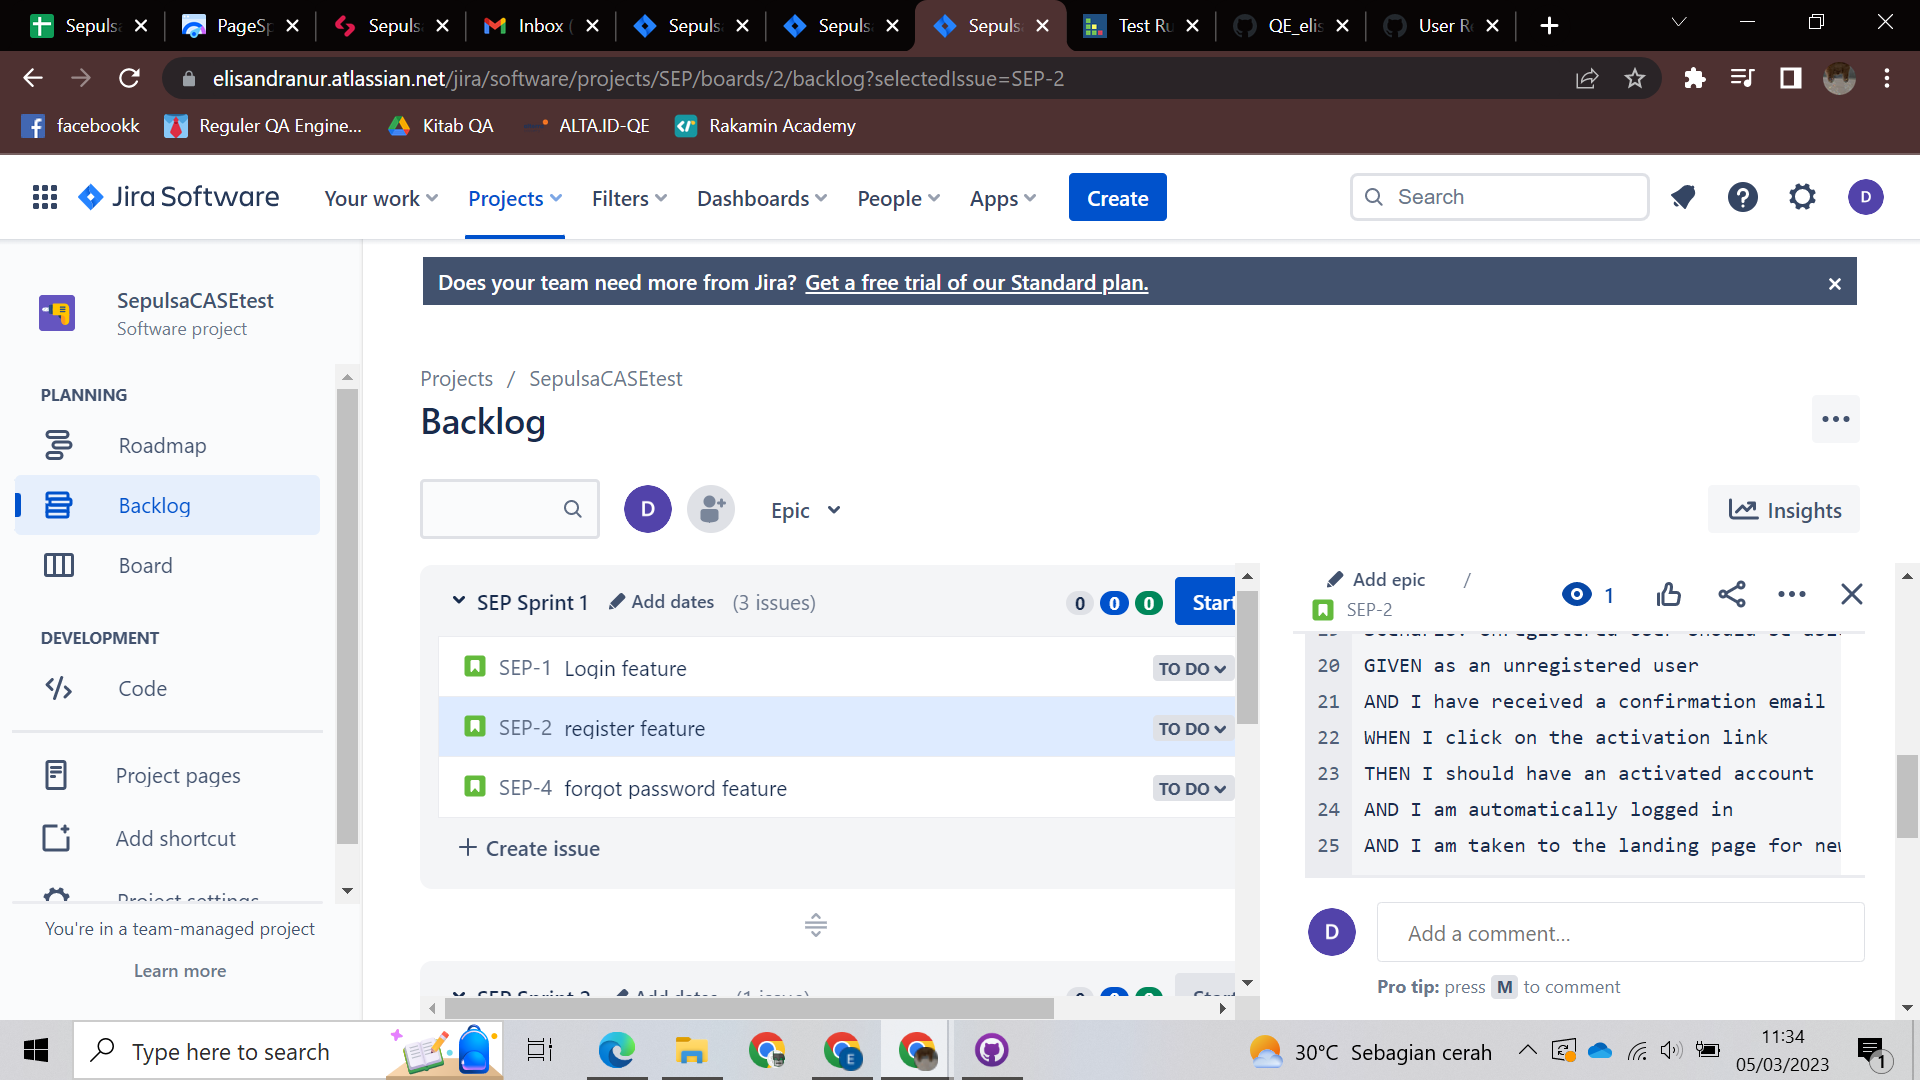 Sepuls
PageSp
Sepuls
Inbox (
Sepuls
Sepuls
Sepuls
Test Ru
QE_elis
User Re
elisandranur.atlassian.net/jira/software/projects/SEP/boards/2/backlog?selectedIssue=SEP-2
facebookk
Reguler QA Engine...
Kitab QA
ALTA.ID-QE
Rakamin Academy
Jira Software
Your work
Projects
Filters
Dashboards
People
Apps
Create
Search
D
Does your team need more from Jira? Get a free trial of our Standard plan.
SepulsaCASEtest
Software project
PLANNING
Roadmap
Backlog
Board
DEVELOPMENT
Code
Project pages
Add shortcut
Project settings
You're in a team-managed project
Learn more
Projects / SepulsaCASEtest
Backlog
D
Epic
Insights
SEP Sprint 1 Add dates (3 issues)
0 0 0
Start
SEP-1 Login feature TO DO
SEP-2 register feature TO DO
SEP-4 forgot password feature TO DO
+ Create issue
SEP Sprint 2 Add dates (1 issue)
Start
Add epic /
SEP-2
1
20 GIVEN as an unregistered user
21 AND I have received a confirmation email
22 WHEN I click on the activation link
23 THEN I should have an activated account
24 AND I am automatically logged in
25 AND I am taken to the landing page for new
D
Add a comment...
Pro tip: press M to comment
Type here to search
E
30°C Sebagian cerah
11:34
05/03/2023
1